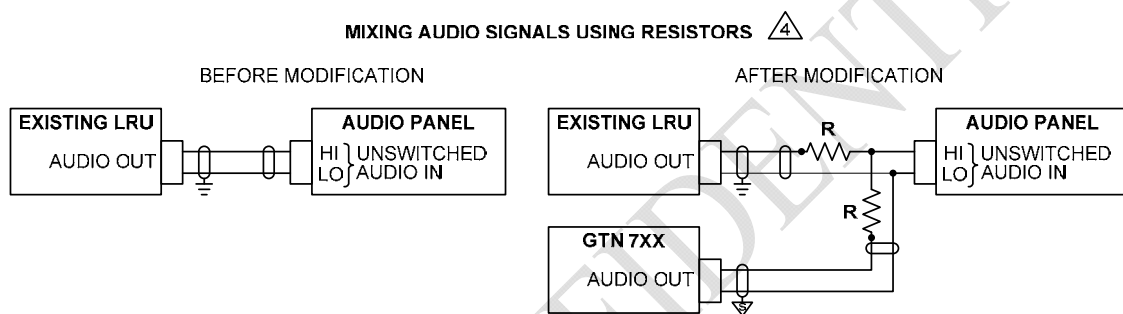 MIXING AUDIO SIGNALS USING RESISTORS 4
BEFORE MODIFICATION
EXISTING LRU
AUDIO OUT
AUDIO PANEL
HI UNSWITCHED
LO AUDIO IN
AFTER MODIFICATION
EXISTING LRU
AUDIO OUT
R
AUDIO PANEL
HI UNSWITCHED
LO AUDIO IN
R
GTN 7XX
AUDIO OUT
S